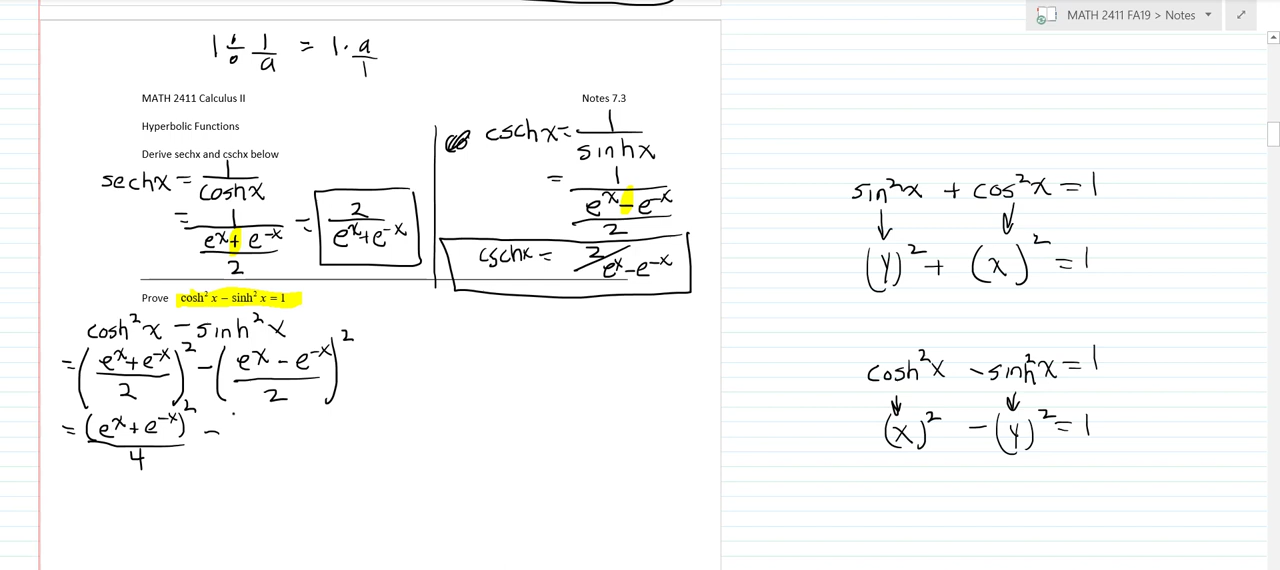 MATH 2411 FA19 > Notes
1 ÷ 1/a = 1 · a/1
MATH 2411 Calculus II
Notes 7.3
Hyperbolic Functions
Derive sechx and cschx below
sechx = 1/coshx
= 1/((e^x + e^-x)/2) = 2/(e^x + e^-x)
cschx = 1/sinhx
= 1/((e^x - e^-x)/2)
cschx = 2/(e^x - e^-x)
Prove cosh² x − sinh² x = 1
cosh²x − sinh²x
= ((e^x + e^-x)/2)² − ((e^x - e^-x)/2)²
= (e^x + e^-x)²/4 −
sin²x + cos²x = 1
↓ ↓
(y)² + (x)² = 1
cosh²x − sinh²x = 1
↓ ↓
(x)² − (y)² = 1